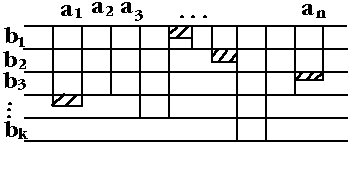 a1 a2 a3 ... an
b1
b2
b3
⋮
bk